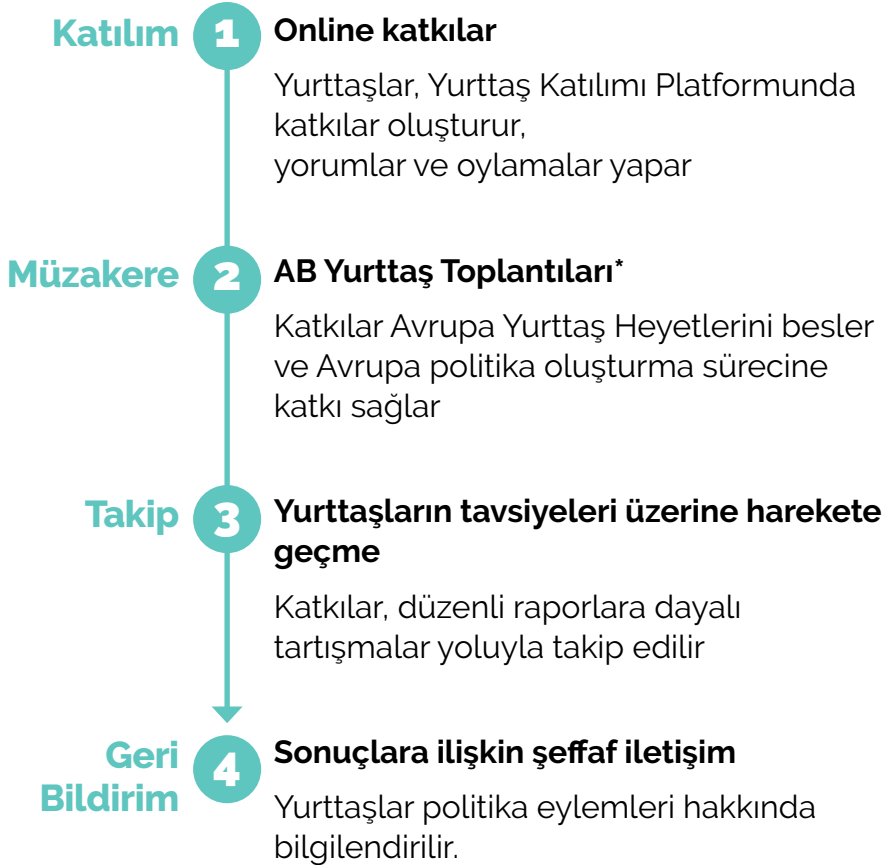 Katılım
1
Online katkılar
Yurttaşlar, Yurttaş Katılımı Platformunda
katkılar oluşturur,
yorumlar ve oylamalar yapar
Müzakere
2
AB Yurttaş Toplantıları*
Katkılar Avrupa Yurttaş Heyetlerini besler
ve Avrupa politika oluşturma sürecine
katkı sağlar
Takip
3
Yurttaşların tavsiyeleri üzerine harekete
geçme
Katkılar, düzenli raporlara dayalı
tartışmalar yoluyla takip edilir
Geri
Bildirim
4
Sonuçlara ilişkin şeffaf iletişim
Yurttaşlar politika eylemleri hakkında
bilgilendirilir.